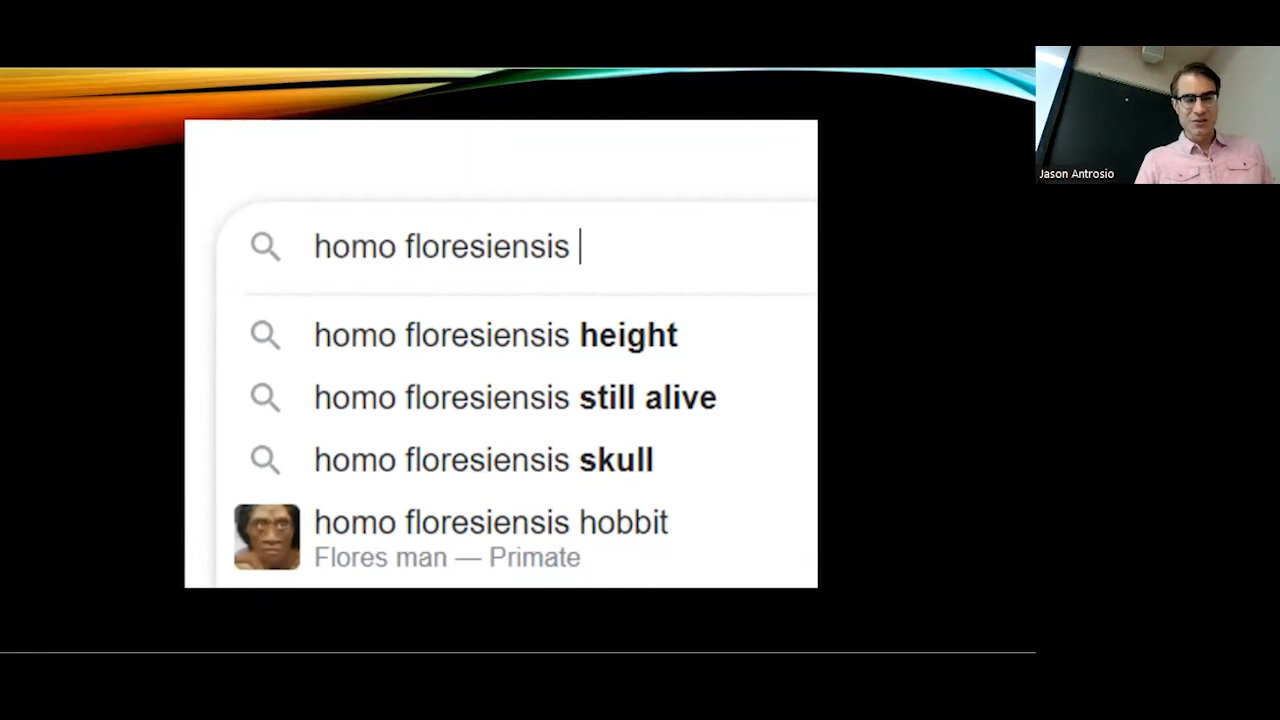 homo floresiensis
homo floresiensis height
homo floresiensis still alive
homo floresiensis skull
homo floresiensis hobbit
Flores man — Primate
Jason Antrosio